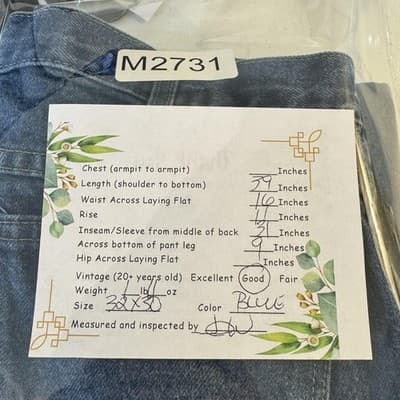 M2731
Chest (armpit to armpit) Inches
Length (shoulder to bottom) 39 Inches
Waist Across Laying Flat 16 Inches
Rise 11 Inches
Inseam/Sleeve from middle of back 31 Inches
Across bottom of pant leg 9 Inches
Hip Across Laying Flat Inches
Vintage (20+ years old) Excellent Good Fair
Weight 1 lb 11 oz
Size 32x30 Color BLUE
Measured and inspected by